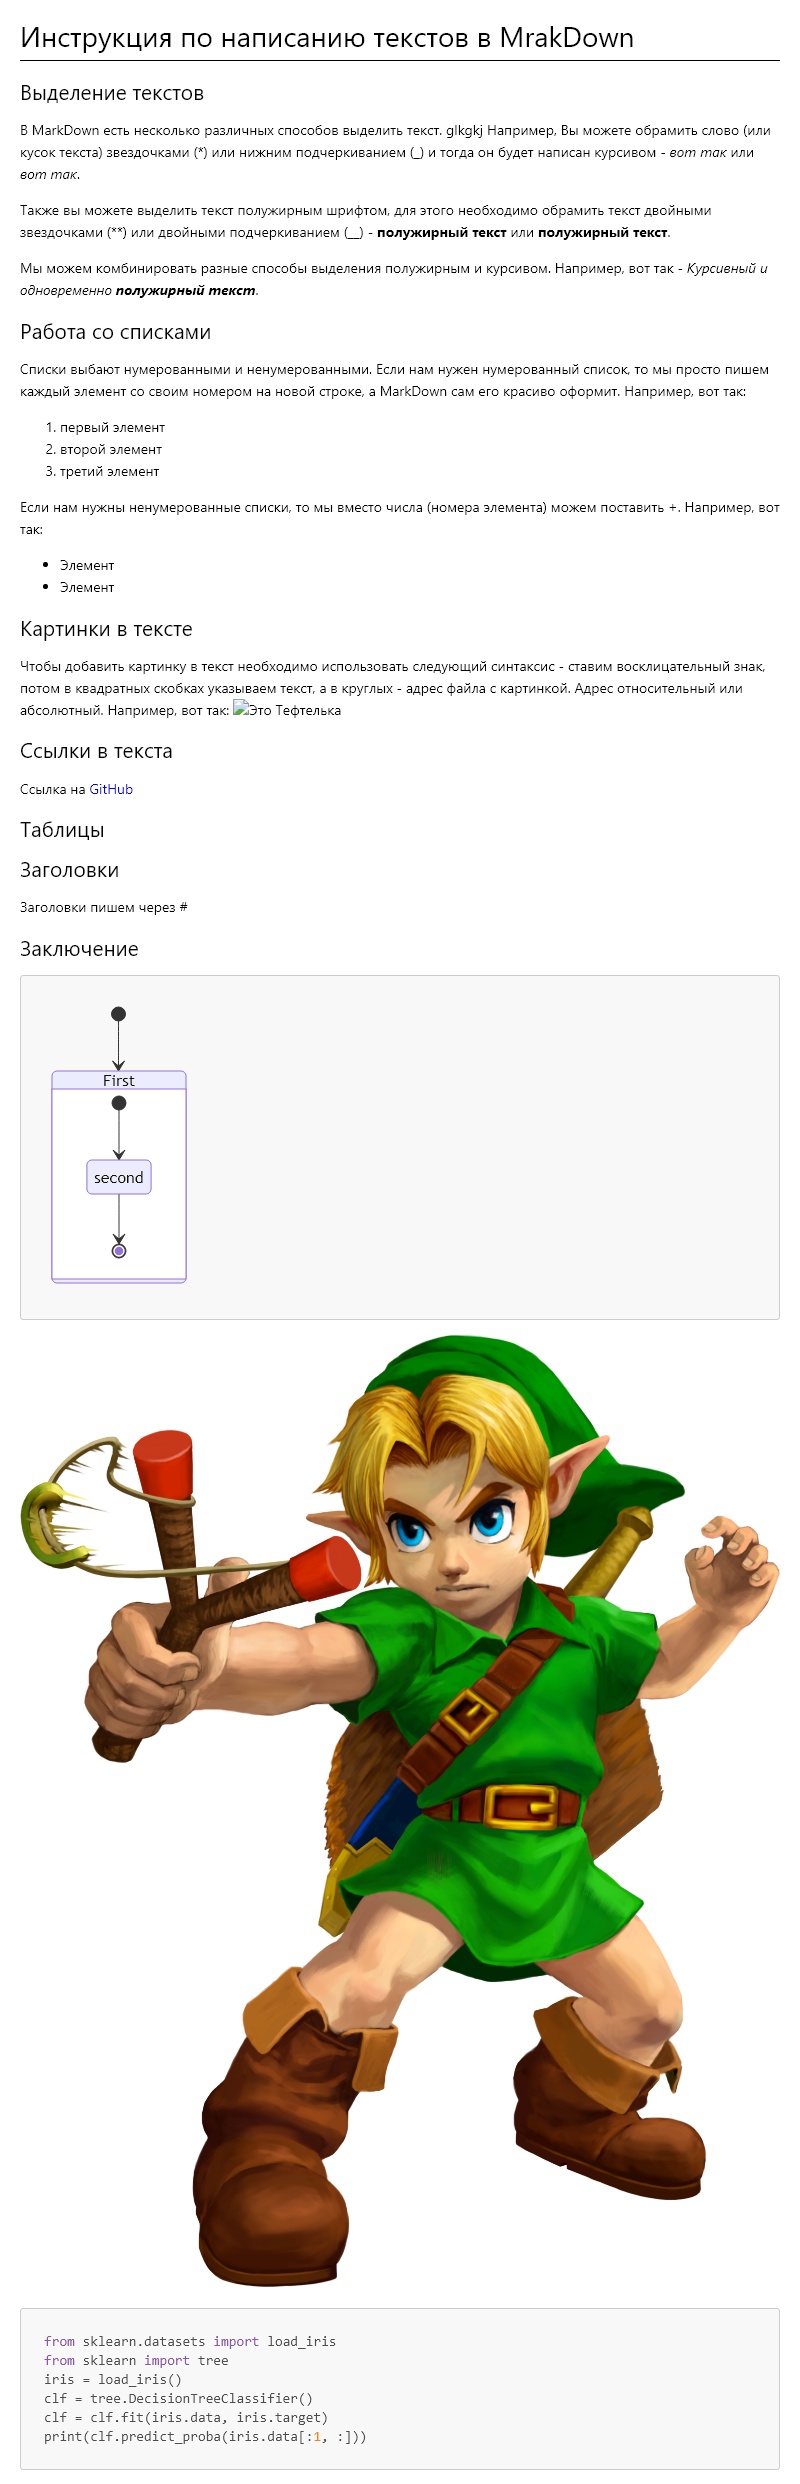 Инструкция по написанию текстов в MrakDown
Выделение текстов
В MarkDown есть несколько различных способов выделить текст. glkgkj Например, Вы можете обрамить слово (или
кусок текста) звездочками (*) или нижним подчеркиванием (_) и тогда он будет написан курсивом - вот так или
вот так.
Также вы можете выделить текст полужирным шрифтом, для этого необходимо обрамить текст двойными
звездочками (**) или двойными подчеркиванием (__) - полужирный текст или полужирный текст.
Мы можем комбинировать разные способы выделения полужирным и курсивом. Например, вот так - Курсивный и
одновременно полужирный текст.
Работа со списками
Списки выбают нумерованными и ненумерованными. Если нам нужен нумерованный список, то мы просто пишем
каждый элемент со своим номером на новой строке, а MarkDown сам его красиво оформит. Например, вот так:
1. первый элемент
2. второй элемент
3. третий элемент
Если нам нужны ненумерованные списки, то мы вместо числа (номера элемента) можем поставить +. Например, вот
так:
• Элемент
• Элемент
Картинки в тексте
Чтобы добавить картинку в текст необходимо использовать следующий синтаксис - ставим восклицательный знак,
потом в квадратных скобках указываем текст, а в круглых - адрес файла с картинкой. Адрес относительный или
абсолютный. Например, вот так: Это Тефтелька
Ссылки в текста
Ссылка на GitHub
Таблицы
Заголовки
Заголовки пишем через #
Заключение
First
second
from sklearn.datasets import load_iris
from sklearn import tree
iris = load_iris()
clf = tree.DecisionTreeClassifier()
clf = clf.fit(iris.data, iris.target)
print(clf.predict_proba(iris.data[:1, :]))